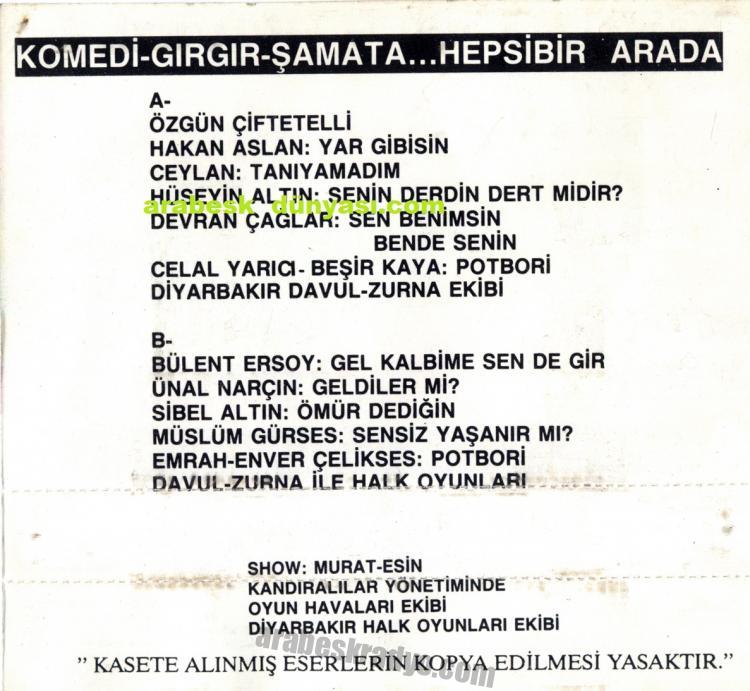 KOMEDİ-GIRGIR-ŞAMATA...HEPSİBİR ARADA
A-
ÖZGÜN ÇİFTETELLİ
HAKAN ASLAN: YAR GİBİSİN
CEYLAN: TANIYAMADIM
HÜSEYİN ALTIN: SENİN DERDİN DERT MİDİR?
arabesk dünyası.com
DEVRAN ÇAĞLAR: SEN BENİMSİN
BENDE SENİN
CELAL YARICI- BEŞİR KAYA: POTBORİ
DİYARBAKIR DAVUL-ZURNA EKİBİ
B-
BÜLENT ERSOY: GEL KALBİME SEN DE GİR
ÜNAL NARÇIN: GELDİLER Mİ?
SİBEL ALTIN: ÖMÜR DEDİĞİN
MÜSLÜM GÜRSES: SENSİZ YAŞANIR MI?
EMRAH-ENVER ÇELİKSES: POTBORİ
DAVUL-ZURNA İLE HALK OYUNLARI
SHOW: MURAT-ESİN
KANDIRALILAR YÖNETİMİNDE
OYUN HAVALARI EKİBİ
DİYARBAKIR HALK OYUNLARI EKİBİ
arabeskradyo.com
” KASETE ALINMIŞ ESERLERİN KOPYA EDİLMESİ YASAKTIR.”